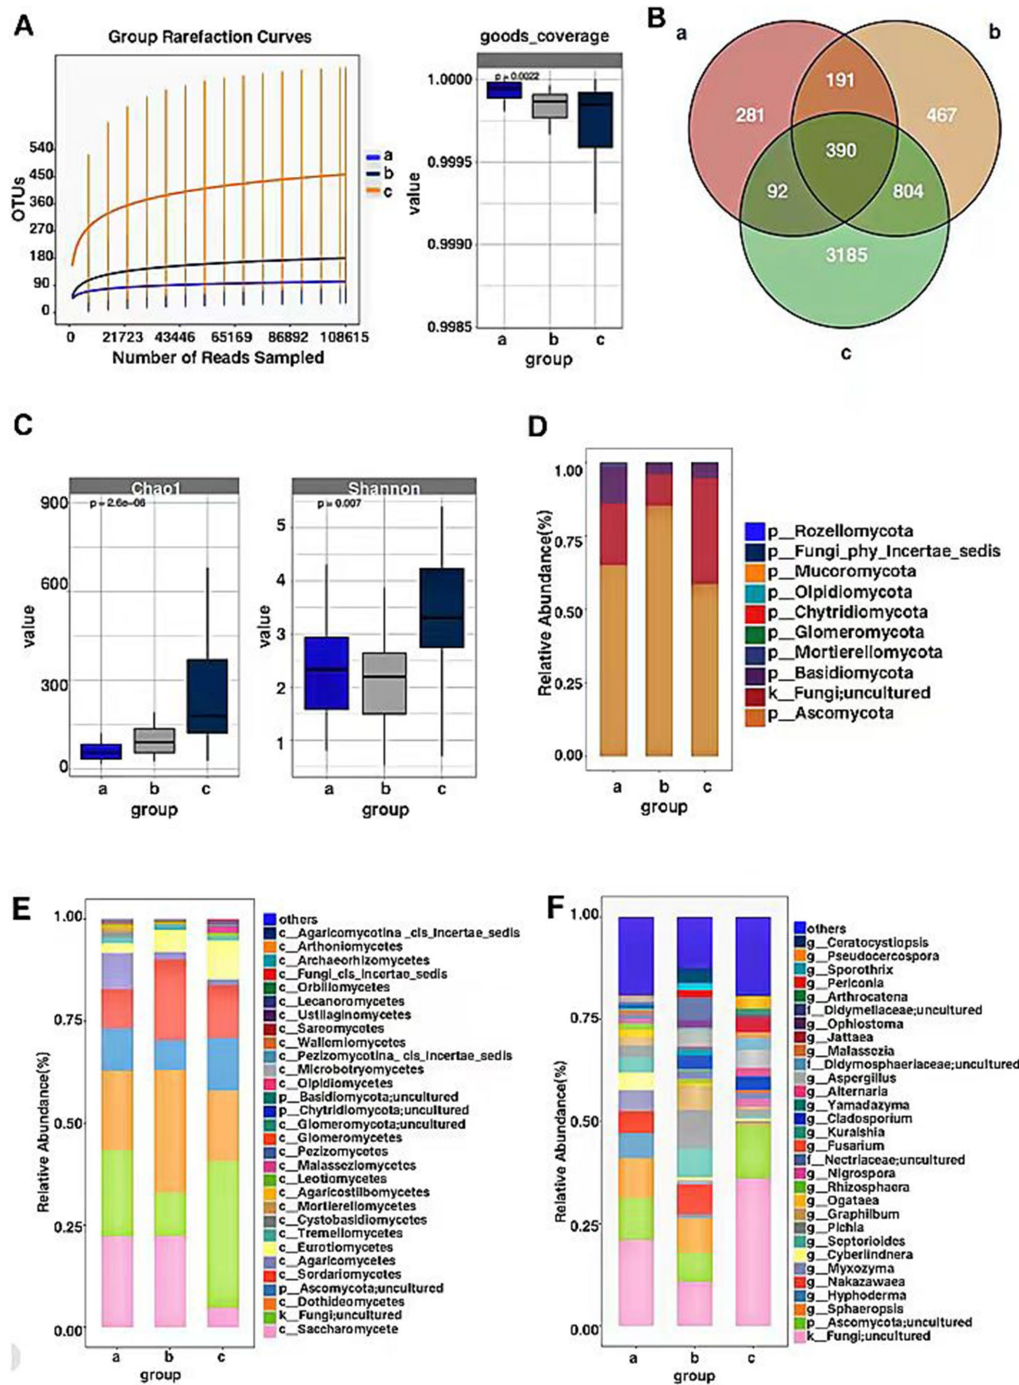 A
Group Rarefaction Curves
OTUs
540
450
360
270
180
90
0
0 21723 43446 65169 86892 108615
Number of Reads Sampled
a
b
c
goods_coverage
p = 0.0022
value
1.0000
0.9995
0.9990
0.9985
a b c
group
B
a
b
191
281
467
390
92
804
3185
c
C
Chao1
p = 2.6e-06
value
900
600
300
0
a b c
group
Shannon
p = 0.007
value
5
4
3
2
1
a b c
group
D
Relative Abundance(%)
1.00
0.75
0.50
0.25
0.00
a b c
group
p__Rozellomycota
p__Fungi_phy_Incertae_sedis
p__Mucoromycota
p__Olpidiomycota
p__Chytridiomycota
p__Glomeromycota
p__Mortierellomycota
p__Basidiomycota
k__Fungi;uncultured
p__Ascomycota
E
Relative Abundance(%)
1.00
0.75
0.50
0.25
0.00
a b c
group
others
c__Agaricomycotina_cls_Incertae_sedis
c__Arthoniomycetes
c__Archaeorhizomycetes
c__Fungi_cls_Incertae_sedis
c__Orbiliomycetes
c__Lecanoromycetes
c__Ustilaginomycetes
c__Sareomycetes
c__Wallemiomycetes
c__Pezizomycotina_cls_Incertae_sedis
c__Microbotryomycetes
c__Olpidiomycetes
p__Basidiomycota;uncultured
p__Chytridiomycota;uncultured
c__Glomeromycota;uncultured
c__Glomeromycetes
c__Pezizomycetes
c__Malasseziomycetes
c__Leotiomycetes
c__Agaricostilbomycetes
c__Mortierellomycetes
c__Cystobasidiomycetes
c__Tremellomycetes
c__Eurotiomycetes
c__Agaricomycetes
c__Sordariomycetes
p__Ascomycota;uncultured
c__Dothideomycetes
k__Fungi;uncultured
c__Saccharomycete
F
Relative Abundance(%)
1.00
0.75
0.50
0.25
0.00
a b c
group
others
g__Ceratocystiopsis
g__Pseudocercospora
g__Sporothrix
g__Periconia
g__Arthrocatena
f__Didymellaceae;uncultured
g__Ophiostoma
g__Jattaea
g__Malassezia
f__Didymosphaeriaceae;uncultured
g__Aspergillus
g__Alternaria
g__Yamadazyma
g__Cladosporium
g__Kuraishia
g__Fusarium
f__Nectriaceae;uncultured
g__Nigrospora
g__Rhizosphaera
g__Ogataea
g__Graphilbum
g__Pichia
g__Septorioides
g__Cyberlindnera
g__Myxozyma
g__Nakazawaea
g__Hyphoderma
g__Sphaeropsis
p__Ascomycota;uncultured
k__Fungi;uncultured